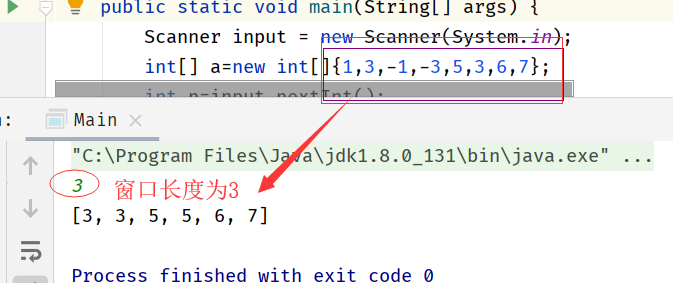 public static void main(String[] args) {
Scanner input = new Scanner(System.in);
int[] a=new int[]{1,3,-1,-3,5,3,6,7};
int n=input.nextInt();
: Main ×
"C:\Program Files\Java\jdk1.8.0_131\bin\java.exe" ...
3 窗口长度为3
[3, 3, 5, 5, 6, 7]
Process finished with exit code 0